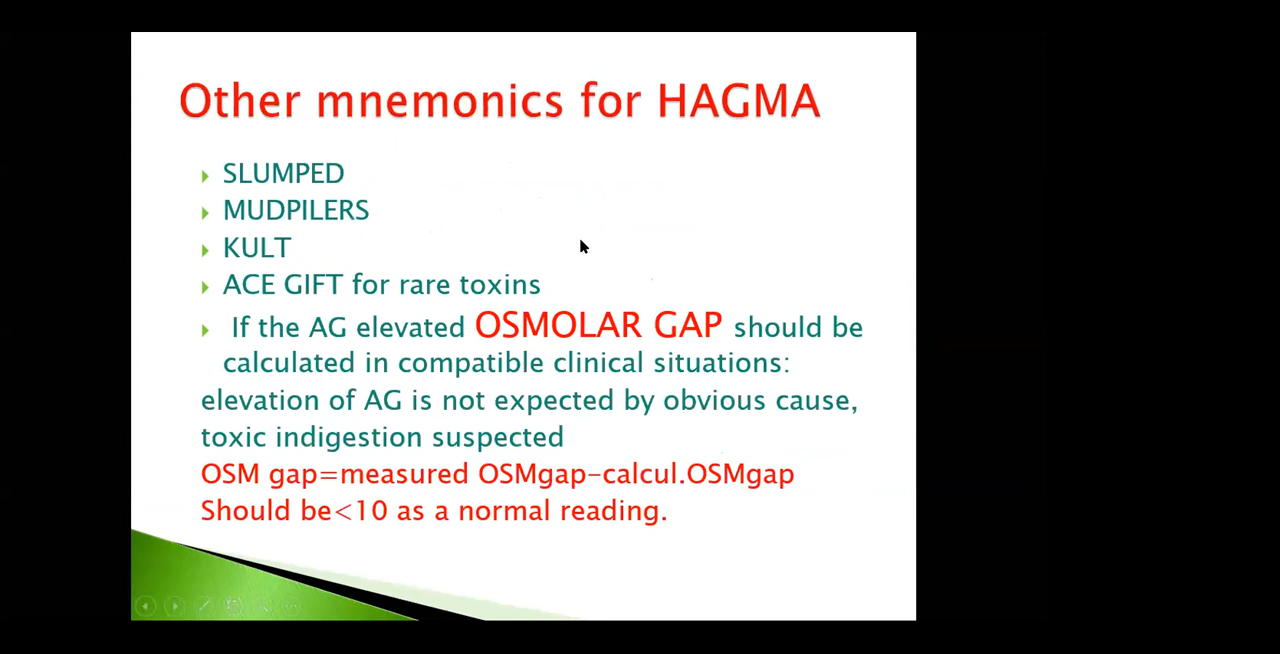 Other mnemonics for HAGMA
SLUMPED
MUDPILERS
KULT
ACE GIFT for rare toxins
If the AG elevated OSMOLAR GAP should be
calculated in compatible clinical situations:
elevation of AG is not expected by obvious cause,
toxic indigestion suspected
OSM gap=measured OSMgap-calcul.OSMgap
Should be<10 as a normal reading.